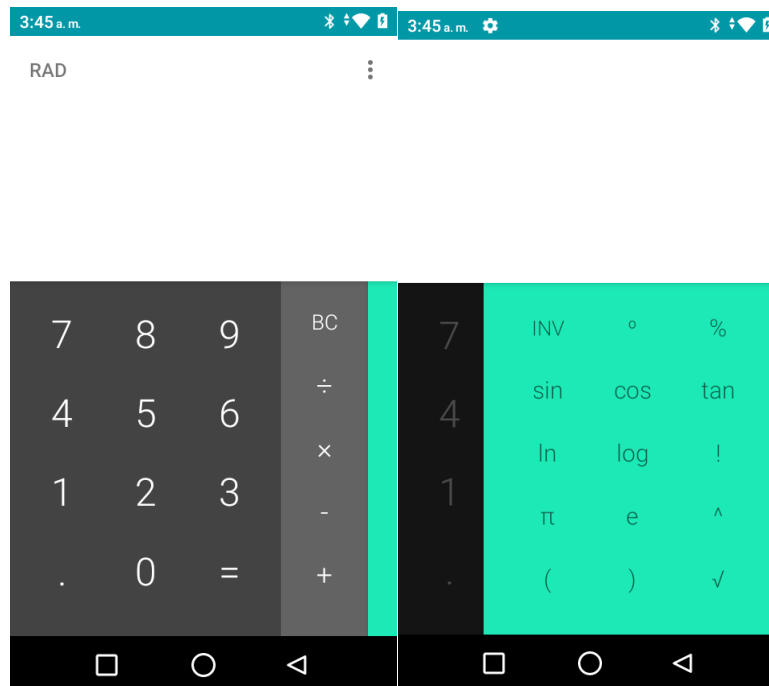 3:45 a. m.
RAD
7 8 9 BC
÷
4 5 6
×
1 2 3
-
. 0 = +
3:45 a. m.
7 INV º %
sin cos tan
4
ln log !
1
π e ^
. ( ) √